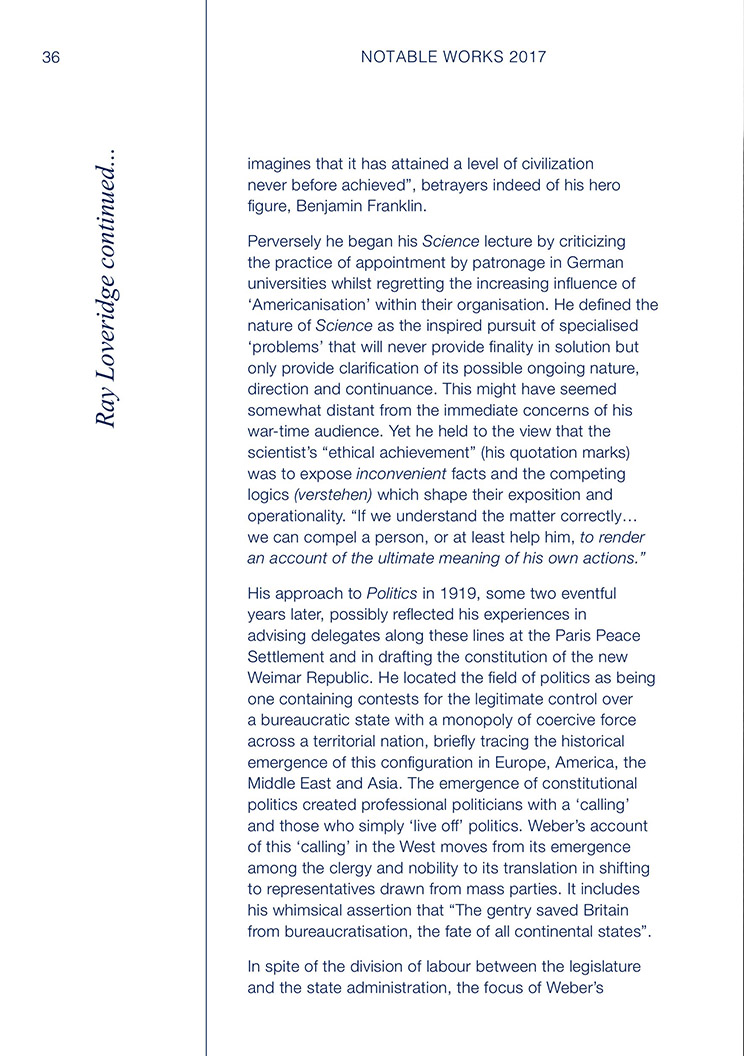 36
NOTABLE WORKS 2017
Ray Loveridge continued...
imagines that it has attained a level of civilization
never before achieved”, betrayers indeed of his hero
figure, Benjamin Franklin.
Perversely he began his Science lecture by criticizing
the practice of appointment by patronage in German
universities whilst regretting the increasing influence of
‘Americanisation’ within their organisation. He defined the
nature of Science as the inspired pursuit of specialised
‘problems’ that will never provide finality in solution but
only provide clarification of its possible ongoing nature,
direction and continuance. This might have seemed
somewhat distant from the immediate concerns of his
war-time audience. Yet he held to the view that the
scientist’s “ethical achievement” (his quotation marks)
was to expose inconvenient facts and the competing
logics (verstehen) which shape their exposition and
operationality. “If we understand the matter correctly…
we can compel a person, or at least help him, to render
an account of the ultimate meaning of his own actions.”
His approach to Politics in 1919, some two eventful
years later, possibly reflected his experiences in
advising delegates along these lines at the Paris Peace
Settlement and in drafting the constitution of the new
Weimar Republic. He located the field of politics as being
one containing contests for the legitimate control over
a bureaucratic state with a monopoly of coercive force
across a territorial nation, briefly tracing the historical
emergence of this configuration in Europe, America, the
Middle East and Asia. The emergence of constitutional
politics created professional politicians with a ‘calling’
and those who simply ‘live off’ politics. Weber’s account
of this ‘calling’ in the West moves from its emergence
among the clergy and nobility to its translation in shifting
to representatives drawn from mass parties. It includes
his whimsical assertion that “The gentry saved Britain
from bureaucratisation, the fate of all continental states”.
In spite of the division of labour between the legislature
and the state administration, the focus of Weber’s